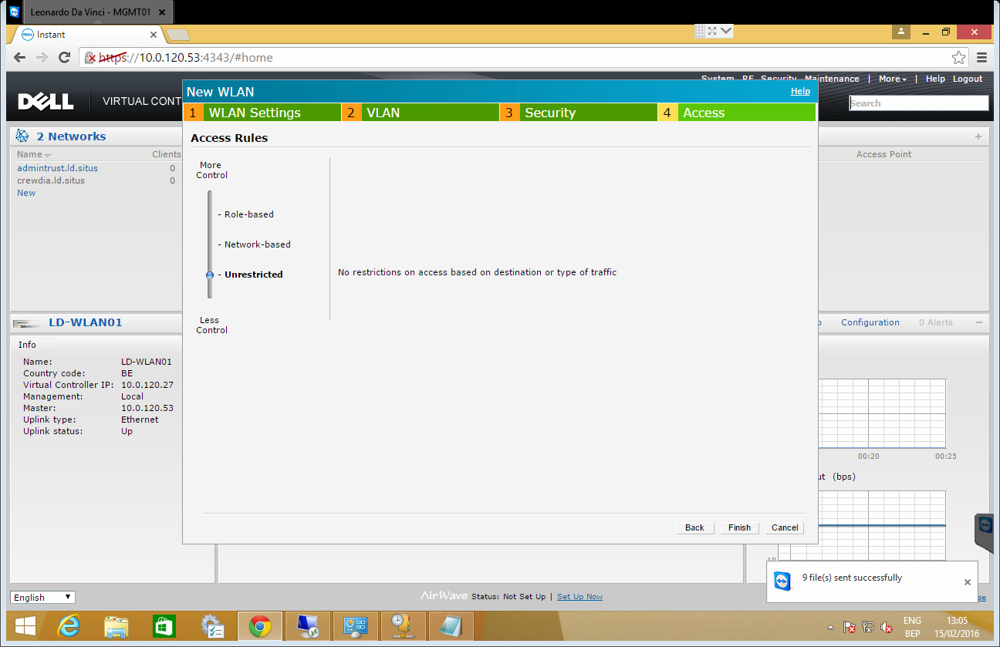 Leonardo Da Vinci - MGMT01
Instant
https://10.0.120.53:4343/#home
System RF Security Maintenance | More | Help Logout
DELL
VIRTUAL CONT
Search
New WLAN
Help
1 WLAN Settings
2 VLAN
3 Security
4 Access
2 Networks
Name
Clients
admintrust.ld.situs 0
crewdia.ld.situs 0
New
Access Point
Access Rules
More
Control
- Role-based
- Network-based
- Unrestricted
Less
Control
No restrictions on access based on destination or type of traffic
LD-WLAN01
Configuration
0 Alerts
Info
Name: LD-WLAN01
Country code: BE
Virtual Controller IP: 10.0.120.27
Management: Local
Master: 10.0.120.53
Uplink type: Ethernet
Uplink status: Up
00:20
00:25
ut (bps)
10
Back
Finish
Cancel
9 file(s) sent successfully
English
AirWave Status: Not Set Up | Set Up Now
se
ENG
BEP
13:05
15/02/2016